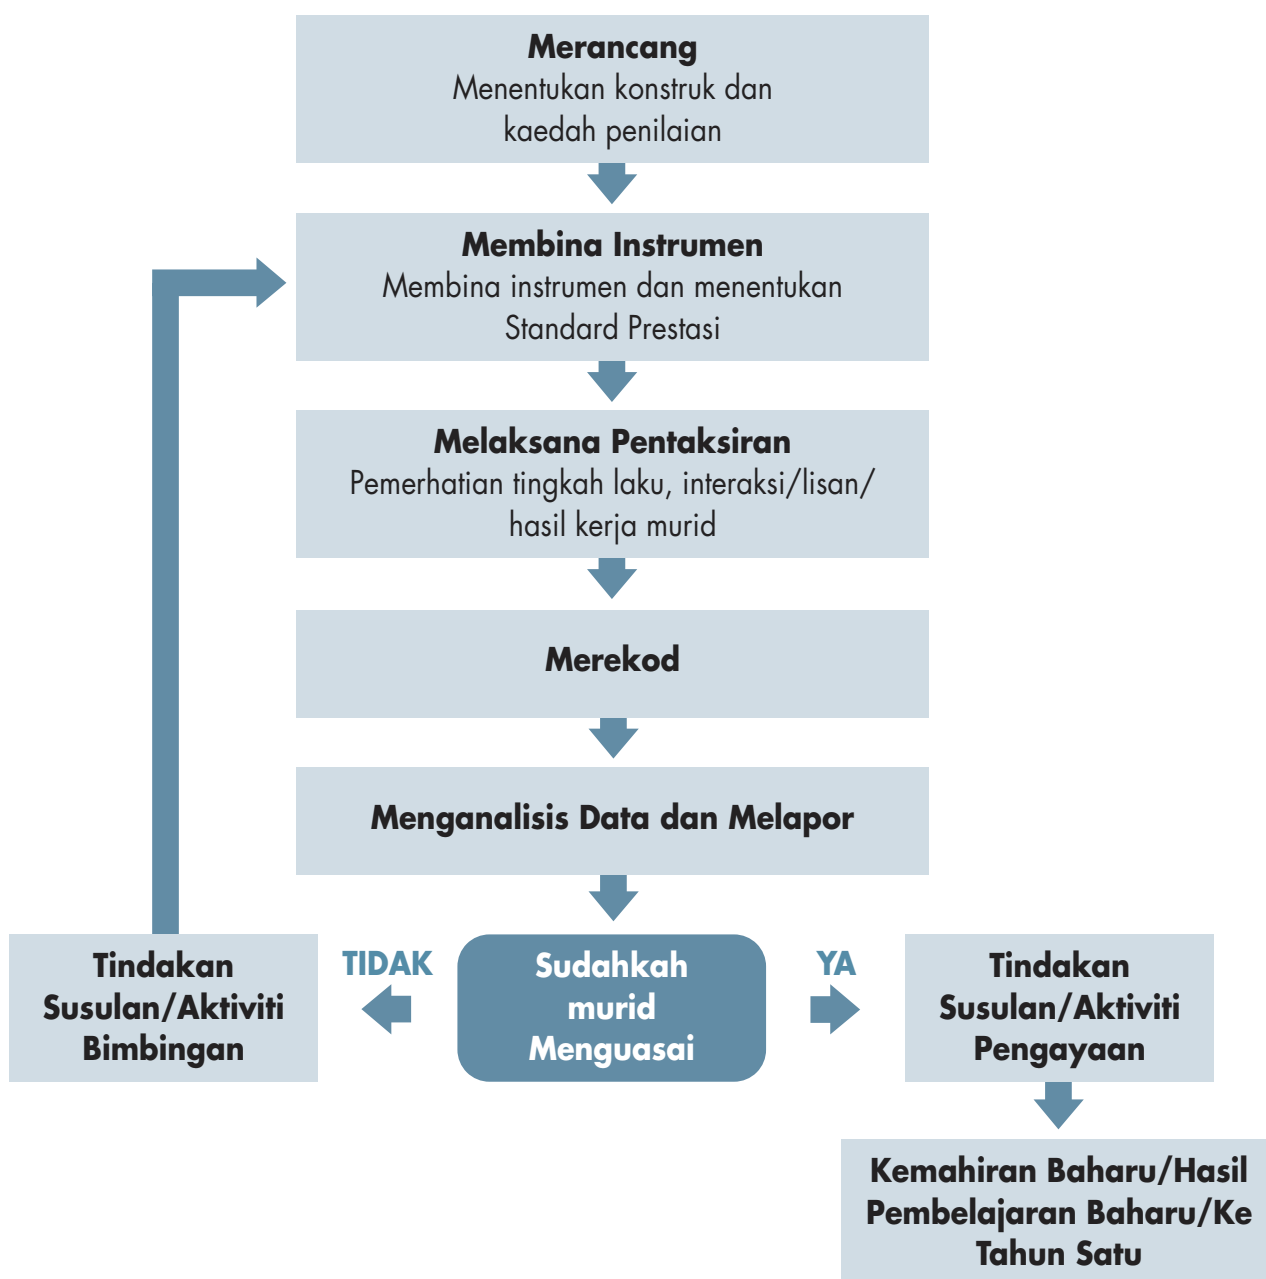 Merancang
Menentukan konstruk dan
kaedah penilaian
Membina Instrumen
Membina instrumen dan menentukan
Standard Prestasi
Melaksana Pentaksiran
Pemerhatian tingkah laku, interaksi/lisan/
hasil kerja murid
Merekod
Menganalisis Data dan Melapor
Tindakan
Susulan/Aktiviti
Bimbingan
TIDAK
Sudahkah
murid
Menguasai
YA
Tindakan
Susulan/Aktiviti
Pengayaan
Kemahiran Baharu/Hasil
Pembelajaran Baharu/Ke
Tahun Satu